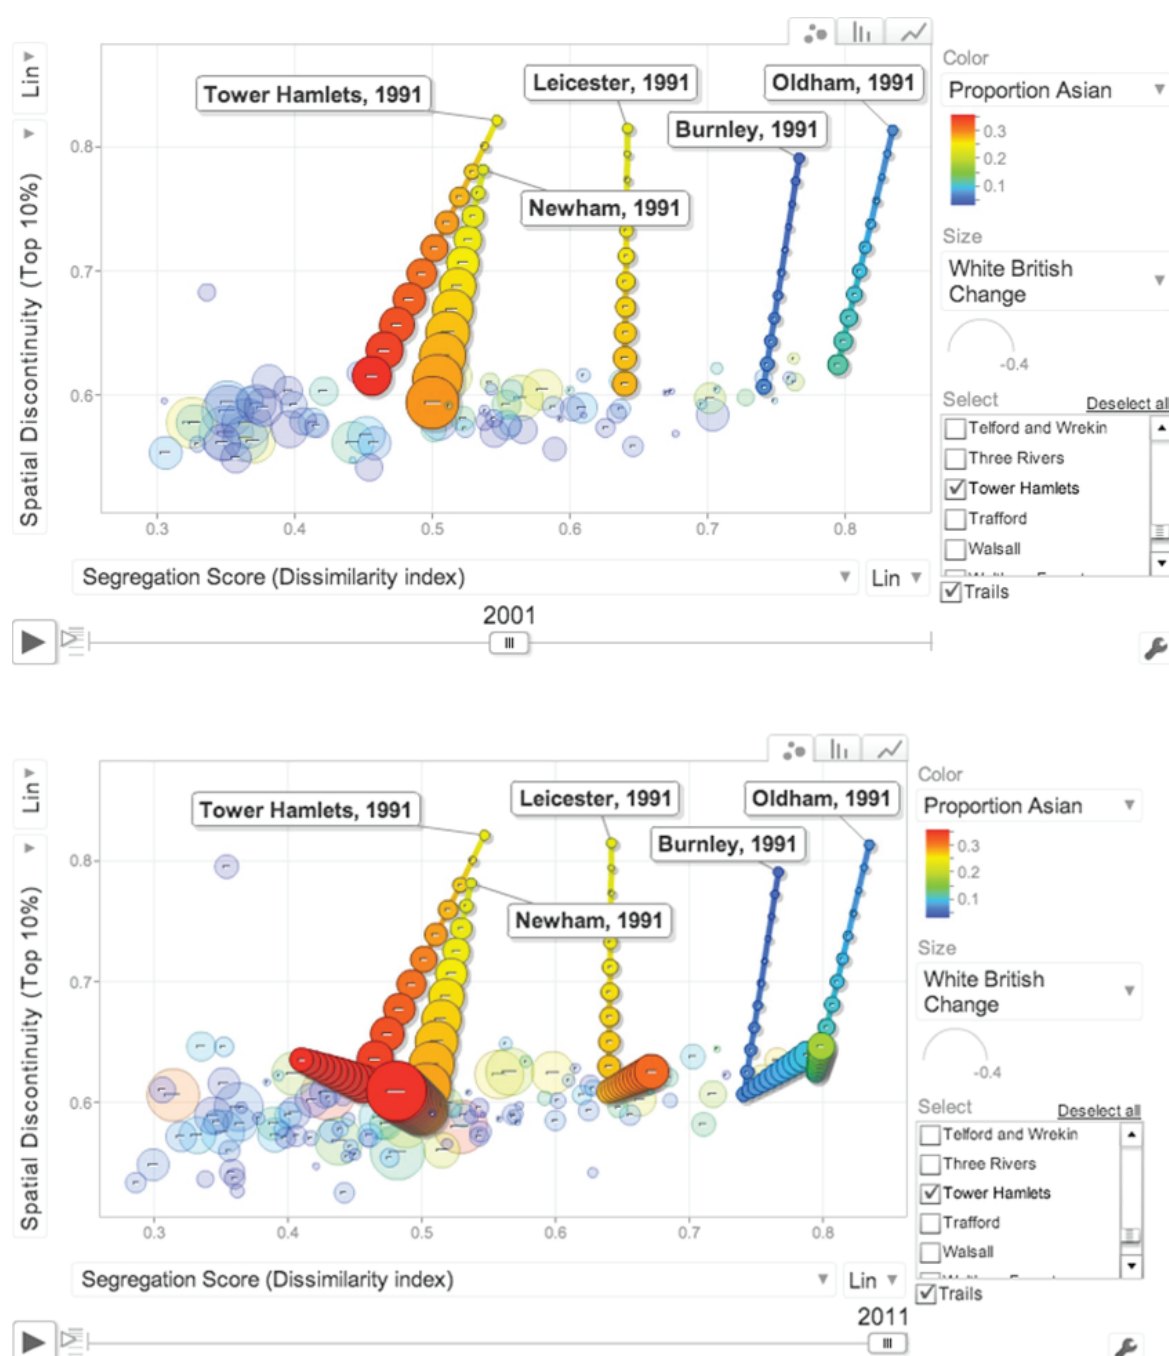 Color
Lin
Tower Hamlets, 1991
Leicester, 1991
Oldham, 1991
Proportion Asian
Burnley, 1991
0.3
0.2
0.1
0.8
Newham, 1991
Size
White British
Change
-0.4
0.7
Spatial Discontinuity (Top 10%)
0.6
Select
Deselect all
Telford and Wrekin
Three Rivers
Tower Hamlets
Trafford
Walsall
Trails
0.3 0.4 0.5 0.6 0.7 0.8
Segregation Score (Dissimilarity index)
Lin
2001
Color
Lin
Tower Hamlets, 1991
Leicester, 1991
Oldham, 1991
Proportion Asian
Burnley, 1991
0.3
0.2
0.1
0.8
Newham, 1991
Size
White British
Change
-0.4
0.7
Spatial Discontinuity (Top 10%)
0.6
Select
Deselect all
Telford and Wrekin
Three Rivers
Tower Hamlets
Trafford
Walsall
Trails
0.3 0.4 0.5 0.6 0.7 0.8
Segregation Score (Dissimilarity index)
Lin
2011